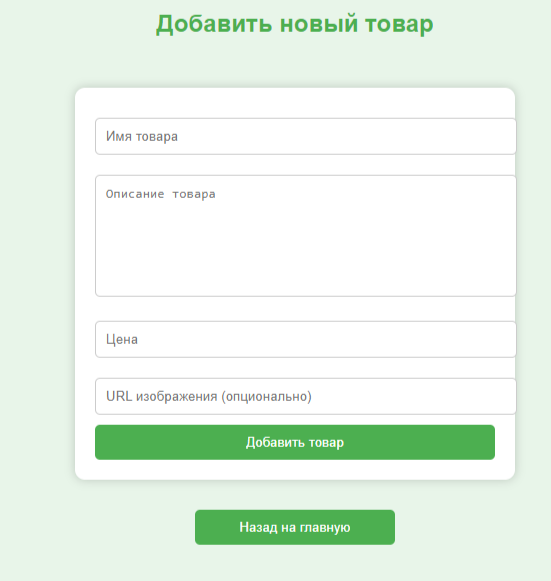 Добавить новый товар
Имя товара
Описание товара
Цена
URL изображения (опционально)
Добавить товар
Назад на главную